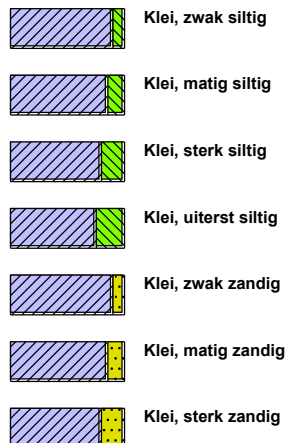 Klei, zwak siltig
Klei, matig siltig
Klei, sterk siltig
Klei, uiterst siltig
Klei, zwak zandig
Klei, matig zandig
Klei, sterk zandig